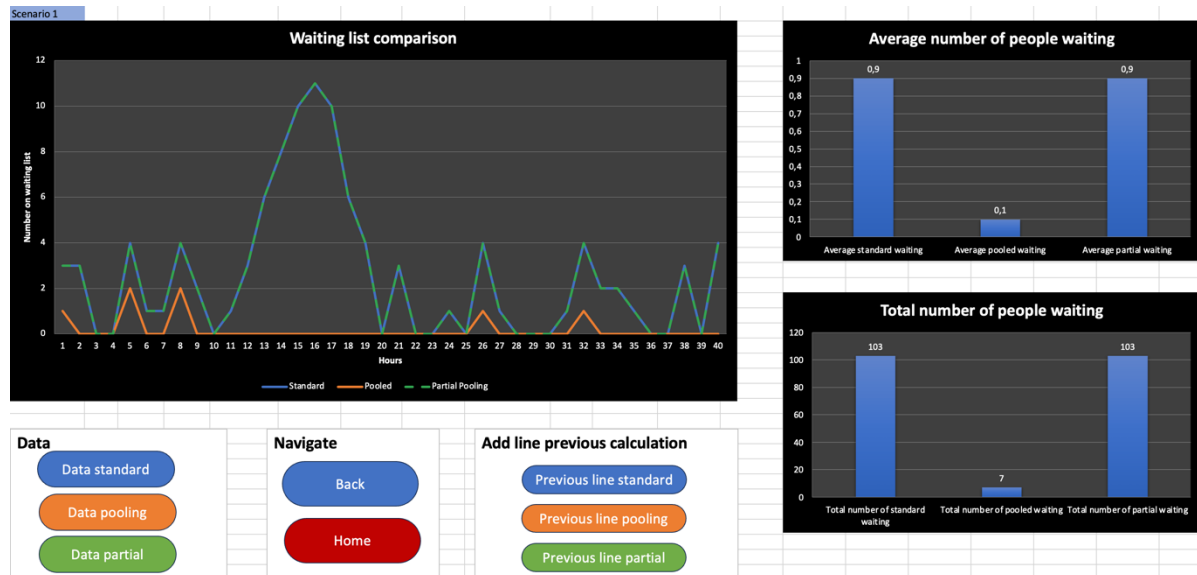 Scenario 1
Waiting list comparison
Number on waiting list
12
10
8
6
4
2
0
1 2 3 4 5 6 7 8 9 10 11 12 13 14 15 16 17 18 19 20 21 22 23 24 25 26 27 28 29 30 31 32 33 34 35 36 37 38 39 40
Hours
Standard Pooled Partial Pooling
Average number of people waiting
1
0,9
0,8
0,7
0,6
0,5
0,4
0,3
0,2
0,1
0
0,9
0,1
0,9
Average standard waiting Average pooled waiting Average partial waiting
Total number of people waiting
120
100
80
60
40
20
0
103
7
103
Total number of standard waiting
Total number of pooled waiting
Total number of partial waiting
Data
Data standard
Data pooling
Data partial
Navigate
Back
Home
Add line previous calculation
Previous line standard
Previous line pooling
Previous line partial